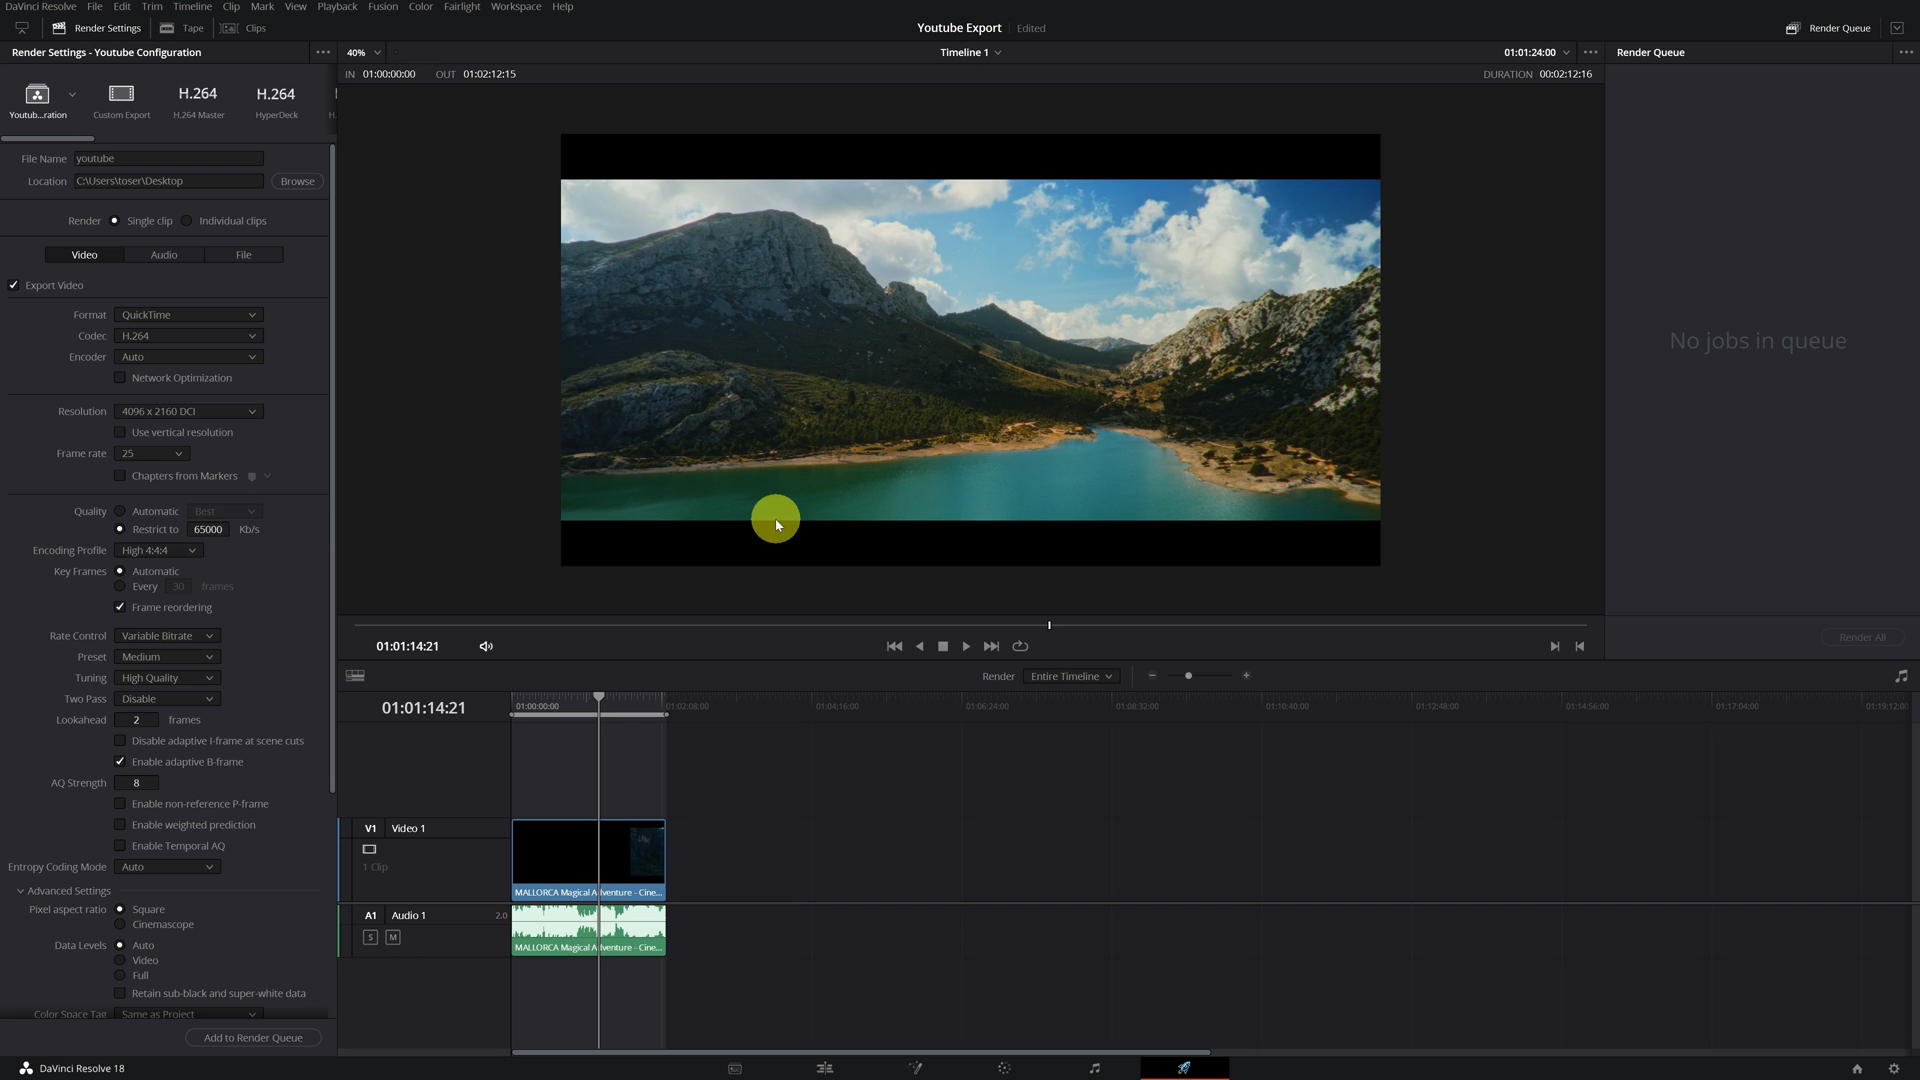 DaVinci Resolve File Edit Trim Timeline Clip Mark View Playback Fusion Color Fairlight Workspace Help
Render Settings Tape Clips Youtube Export Edited Render Queue
Render Settings - Youtube Configuration 40% Timeline 1 01:01:24:00 Render Queue
IN 01:00:00:00 OUT 01:02:12:15 DURATION 00:02:12:16
H.264 H.264
Youtub...ration Custom Export H.264 Master HyperDeck H.
File Name youtube
Location C:\Users\toser\Desktop Browse
Render Single clip Individual clips
Video Audio File
Export Video
Format QuickTime
Codec H.264
Encoder Auto
Network Optimization
Resolution 4096 x 2160 DCI
Use vertical resolution
Frame rate 25
Chapters from Markers
Quality Automatic Best
Restrict to 65000 Kb/s
Encoding Profile High 4:4:4
Key Frames Automatic
Every 30 frames
Frame reordering
Rate Control Variable Bitrate
Preset Medium
Tuning High Quality
Two Pass Disable
Lookahead 2 frames
Disable adaptive I-frame at scene cuts
Enable adaptive B-frame
AQ Strength 8
Enable non-reference P-frame
Enable weighted prediction
Enable Temporal AQ
Entropy Coding Mode Auto
Advanced Settings
Pixel aspect ratio Square
Cinemascope
Data Levels Auto
Video
Full
Retain sub-black and super-white data
Color Space Tag Same as Project
Add to Render Queue
No jobs in queue
Render All
01:01:14:21
Render Entire Timeline
01:01:14:21
01:00:00:00 01:02:08:00 01:04:16:00 01:06:24:00 01:08:32:00 01:10:40:00 01:12:48:00 01:14:56:00 01:17:04:00 01:19:12:00
V1 Video 1
1 Clip
MALLORCA Magical Adventure - Cine...
A1 Audio 1 2.0
S M
MALLORCA Magical Adventure - Cine...
DaVinci Resolve 18